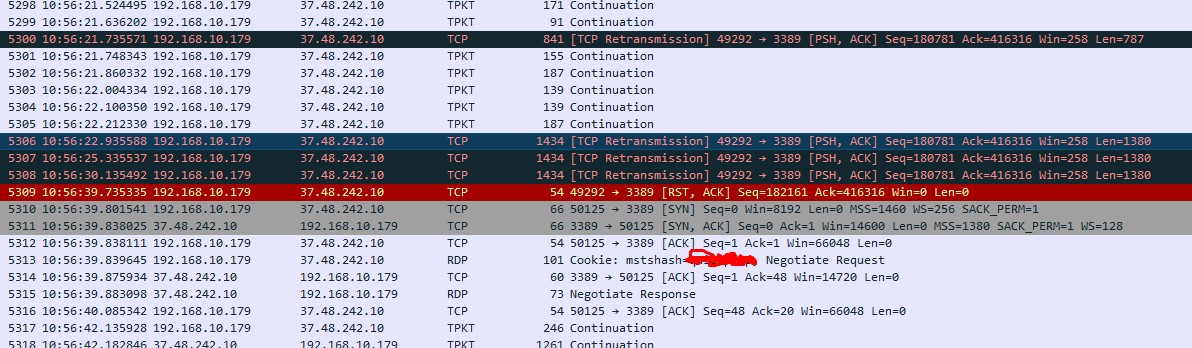 5298 10:56:21.524495 192.168.10.179 37.48.242.10 TPKT 171 Continuation
5299 10:56:21.636202 192.168.10.179 37.48.242.10 TPKT 91 Continuation
5300 10:56:21.735571 192.168.10.179 37.48.242.10 TCP 841 [TCP Retransmission] 49292 → 3389 [PSH, ACK] Seq=180781 Ack=416316 Win=258 Len=787
5301 10:56:21.748343 192.168.10.179 37.48.242.10 TPKT 155 Continuation
5302 10:56:21.860332 192.168.10.179 37.48.242.10 TPKT 187 Continuation
5303 10:56:22.004334 192.168.10.179 37.48.242.10 TPKT 139 Continuation
5304 10:56:22.100350 192.168.10.179 37.48.242.10 TPKT 139 Continuation
5305 10:56:22.212330 192.168.10.179 37.48.242.10 TPKT 187 Continuation
5306 10:56:22.935588 192.168.10.179 37.48.242.10 TCP 1434 [TCP Retransmission] 49292 → 3389 [PSH, ACK] Seq=180781 Ack=416316 Win=258 Len=1380
5307 10:56:25.335537 192.168.10.179 37.48.242.10 TCP 1434 [TCP Retransmission] 49292 → 3389 [PSH, ACK] Seq=180781 Ack=416316 Win=258 Len=1380
5308 10:56:30.135492 192.168.10.179 37.48.242.10 TCP 1434 [TCP Retransmission] 49292 → 3389 [PSH, ACK] Seq=180781 Ack=416316 Win=258 Len=1380
5309 10:56:39.735335 192.168.10.179 37.48.242.10 TCP 54 49292 → 3389 [RST, ACK] Seq=182161 Ack=416316 Win=0 Len=0
5310 10:56:39.801541 192.168.10.179 37.48.242.10 TCP 66 50125 → 3389 [SYN] Seq=0 Win=8192 Len=0 MSS=1460 WS=256 SACK_PERM=1
5311 10:56:39.838025 37.48.242.10 192.168.10.179 TCP 66 3389 → 50125 [SYN, ACK] Seq=0 Ack=1 Win=14600 Len=0 MSS=1380 SACK_PERM=1 WS=128
5312 10:56:39.838111 192.168.10.179 37.48.242.10 TCP 54 50125 → 3389 [ACK] Seq=1 Ack=1 Win=66048 Len=0
5313 10:56:39.839645 192.168.10.179 37.48.242.10 RDP 101 Cookie: mstshash= Negotiate Request
5314 10:56:39.875934 37.48.242.10 192.168.10.179 TCP 60 3389 → 50125 [ACK] Seq=1 Ack=48 Win=14720 Len=0
5315 10:56:39.883098 37.48.242.10 192.168.10.179 RDP 73 Negotiate Response
5316 10:56:40.085342 192.168.10.179 37.48.242.10 TCP 54 50125 → 3389 [ACK] Seq=48 Ack=20 Win=66048 Len=0
5317 10:56:42.135928 192.168.10.179 37.48.242.10 TPKT 246 Continuation
5318 10:56:42.182846 37.48.242.10 192.168.10.179 TPKT 1261 Continuation